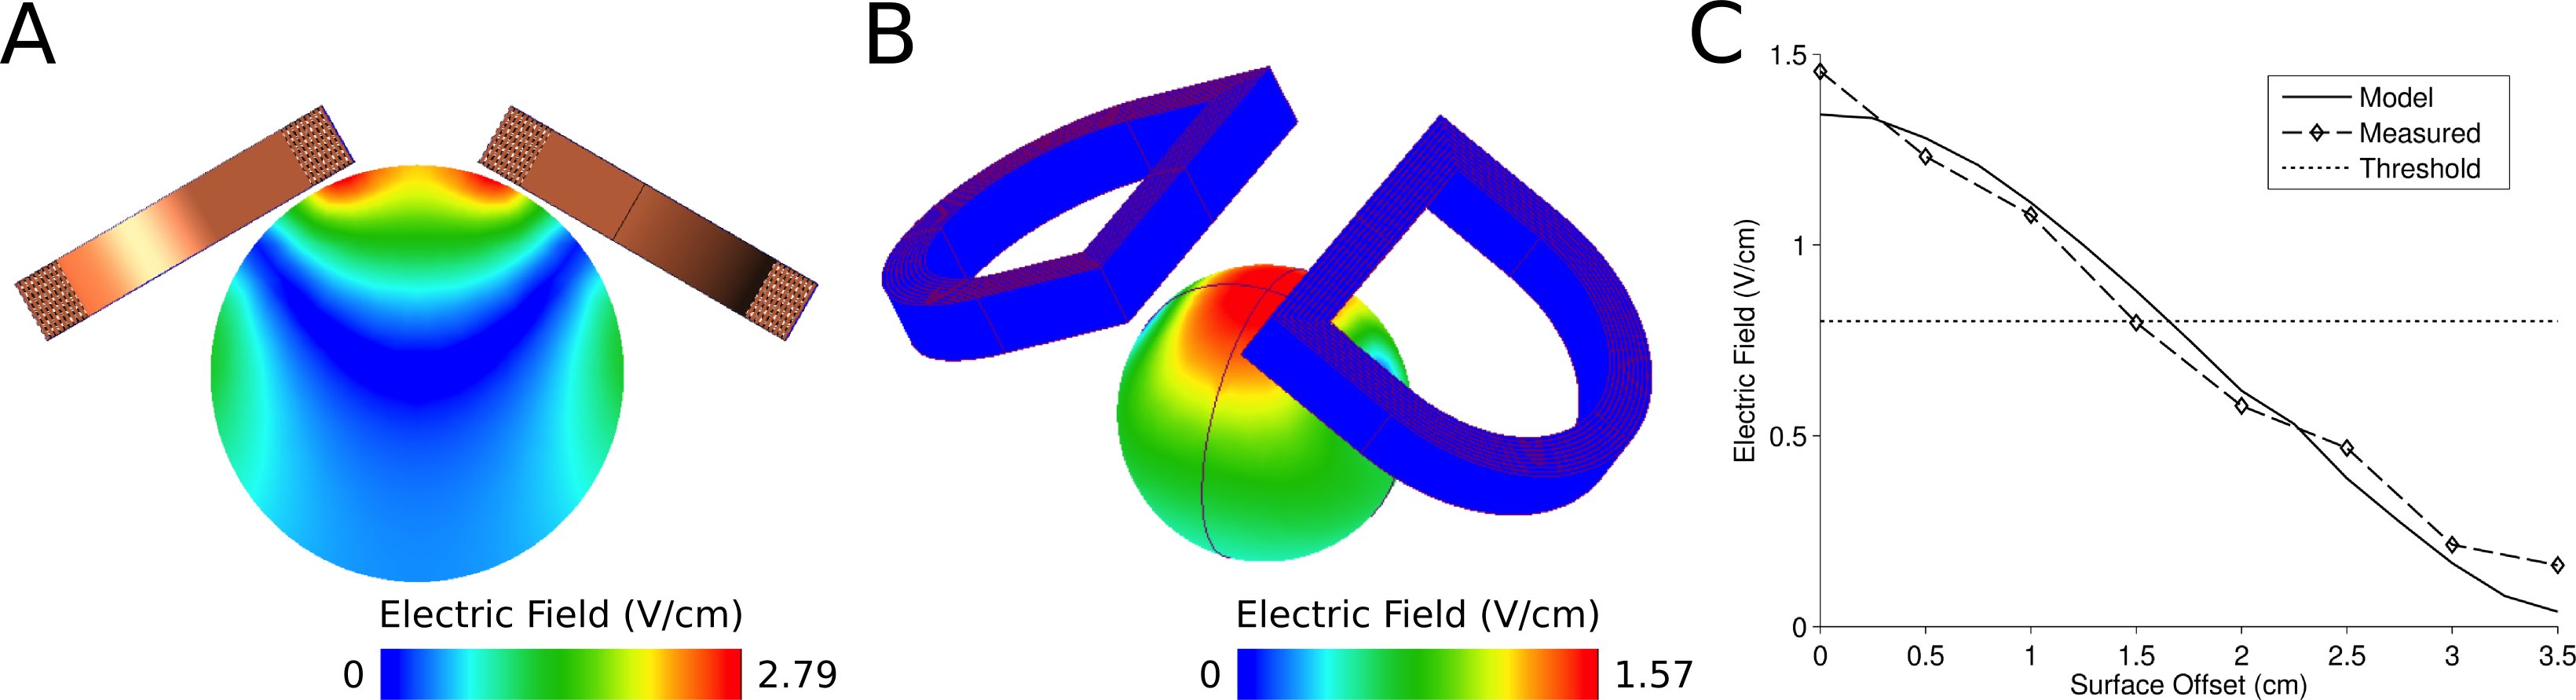 A
Electric Field (V/cm)
0 2.79
B
Electric Field (V/cm)
0 1.57
C
Electric Field (V/cm)
1.5
1
0.5
0
Model
Measured
Threshold
0 0.5 1 1.5 2 2.5 3 3.5
Surface Offset (cm)